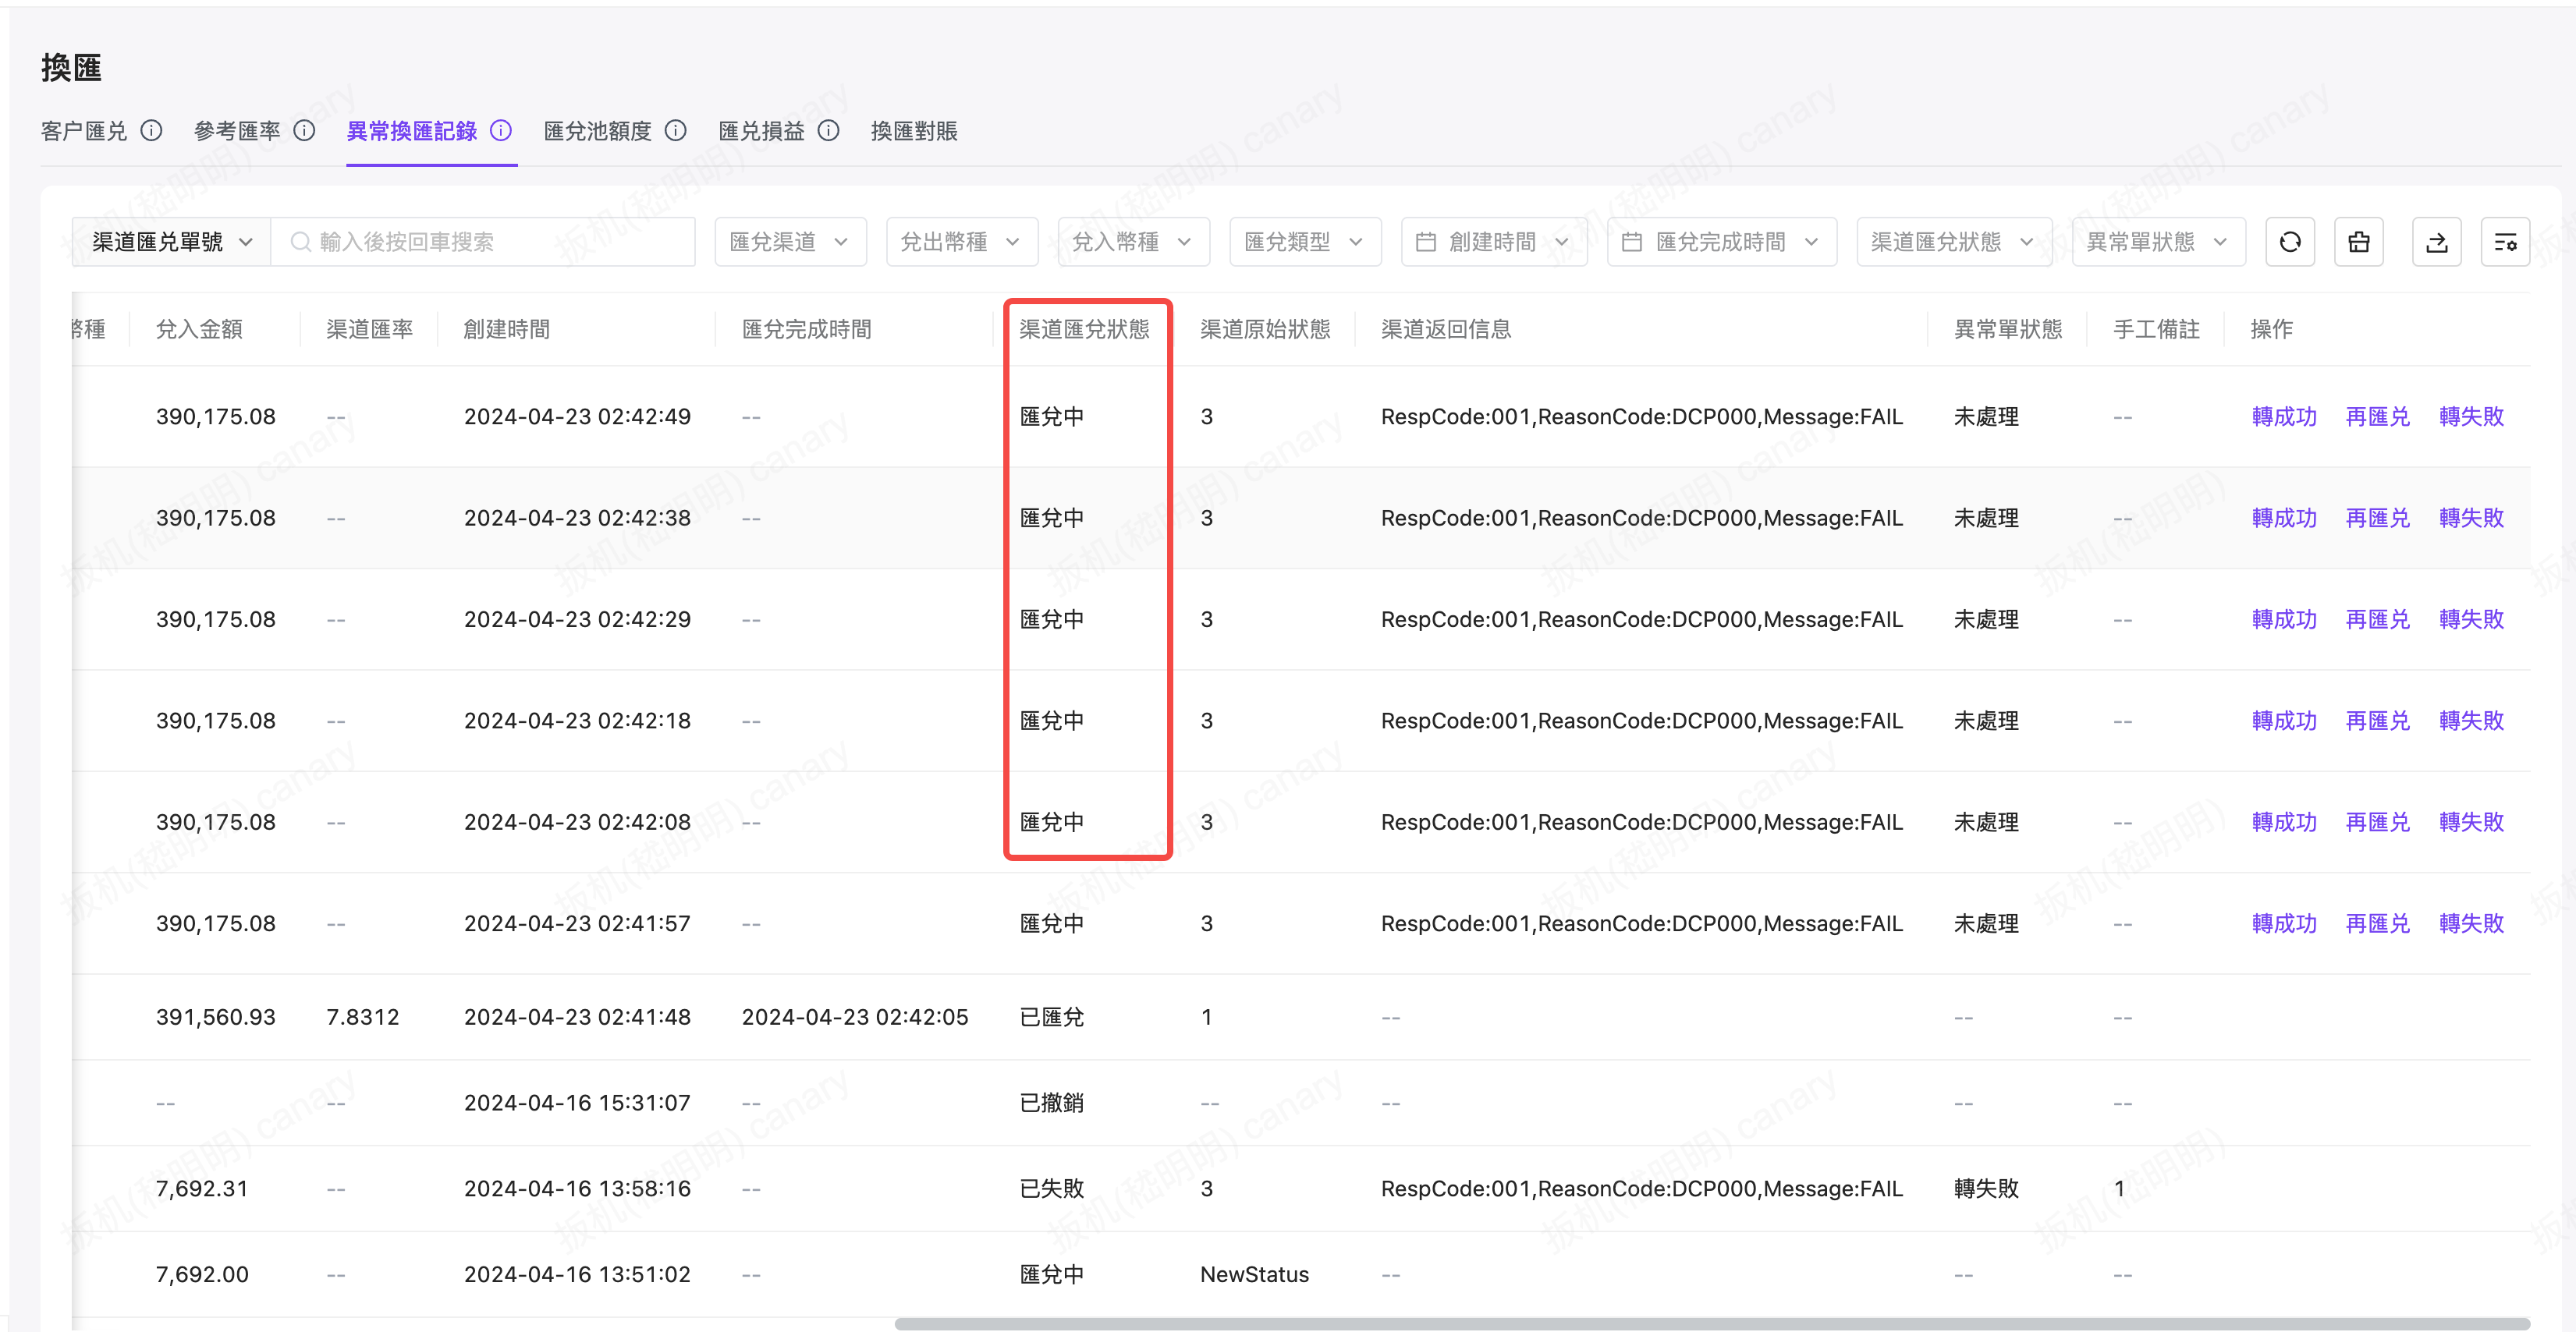 換匯
客户匯兑 參考匯率 異常換匯記錄 匯兌池額度 匯兑損益 換匯對賬
渠道匯兑單號 輸入後按回車搜索 匯兌渠道 兌出幣種 兌入幣種 匯兌類型 創建時間 匯兌完成時間 渠道匯兌狀態 異常單狀態
幣種 兌入金額 渠道匯率 創建時間 匯兌完成時間 渠道匯兌狀態 渠道原始狀態 渠道返回信息 異常單狀態 手工備註 操作
390,175.08 -- 2024-04-23 02:42:49 -- 匯兌中 3 RespCode:001,ReasonCode:DCP000,Message:FAIL 未處理 -- 轉成功 再匯兑 轉失敗
390,175.08 -- 2024-04-23 02:42:38 -- 匯兌中 3 RespCode:001,ReasonCode:DCP000,Message:FAIL 未處理 -- 轉成功 再匯兑 轉失敗
390,175.08 -- 2024-04-23 02:42:29 -- 匯兌中 3 RespCode:001,ReasonCode:DCP000,Message:FAIL 未處理 -- 轉成功 再匯兑 轉失敗
390,175.08 -- 2024-04-23 02:42:18 -- 匯兌中 3 RespCode:001,ReasonCode:DCP000,Message:FAIL 未處理 -- 轉成功 再匯兑 轉失敗
390,175.08 -- 2024-04-23 02:42:08 -- 匯兌中 3 RespCode:001,ReasonCode:DCP000,Message:FAIL 未處理 -- 轉成功 再匯兑 轉失敗
390,175.08 -- 2024-04-23 02:41:57 -- 匯兌中 3 RespCode:001,ReasonCode:DCP000,Message:FAIL 未處理 -- 轉成功 再匯兑 轉失敗
391,560.93 7.8312 2024-04-23 02:41:48 2024-04-23 02:42:05 已匯兌 1 -- -- --
-- -- 2024-04-16 15:31:07 -- 已撤銷 -- -- -- --
7,692.31 -- 2024-04-16 13:58:16 -- 已失敗 3 RespCode:001,ReasonCode:DCP000,Message:FAIL 轉失敗 1
7,692.00 -- 2024-04-16 13:51:02 -- 匯兌中 NewStatus -- -- --
扳机(嵇明明) canary